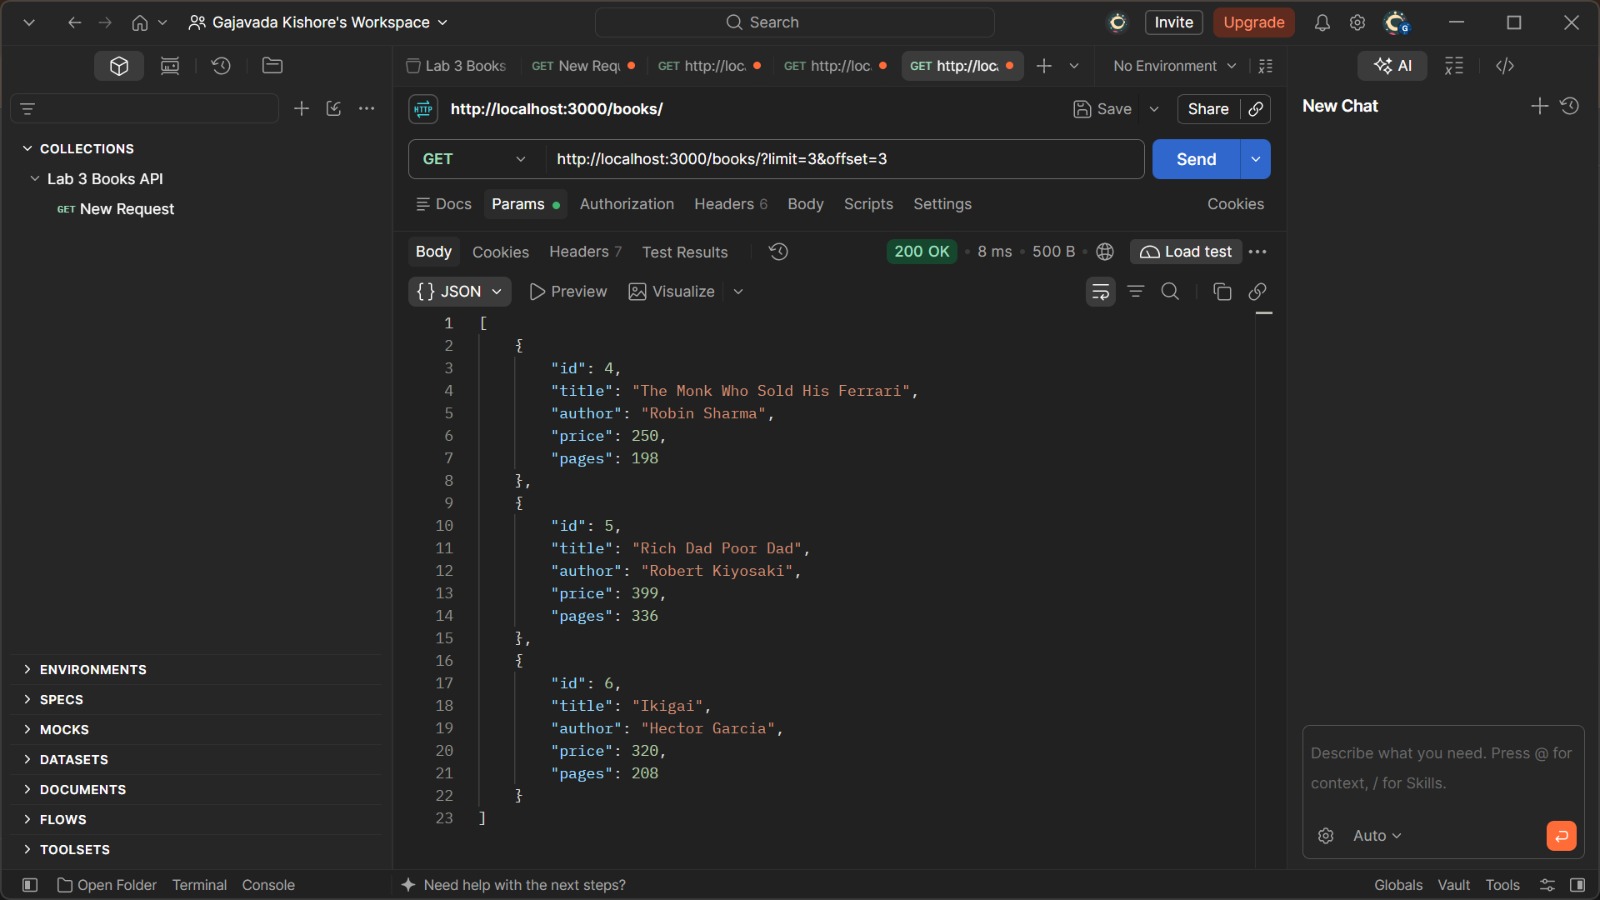 Gajavada Kishore's Workspace
Search
Invite
Upgrade
Lab 3 Books
GET New Requ
GET http://loc
GET http://loc
GET http://loc
No Environment
AI
HTTP http://localhost:3000/books/
Save
Share
New Chat
COLLECTIONS
Lab 3 Books API
GET New Request
GET http://localhost:3000/books/?limit=3&offset=3
Send
Docs Params Authorization Headers 6 Body Scripts Settings Cookies
Body Cookies Headers 7 Test Results 200 OK 8 ms 500 B Load test
{} JSON Preview Visualize
1 [
2 {
3 "id": 4,
4 "title": "The Monk Who Sold His Ferrari",
5 "author": "Robin Sharma",
6 "price": 250,
7 "pages": 198
8 },
9 {
10 "id": 5,
11 "title": "Rich Dad Poor Dad",
12 "author": "Robert Kiyosaki",
13 "price": 399,
14 "pages": 336
15 },
16 {
17 "id": 6,
18 "title": "Ikigai",
19 "author": "Hector Garcia",
20 "price": 320,
21 "pages": 208
22 }
23 ]
ENVIRONMENTS
SPECS
MOCKS
DATASETS
DOCUMENTS
FLOWS
TOOLSETS
Describe what you need. Press @ for
context, / for Skills.
Auto
Open Folder Terminal Console
Need help with the next steps?
Globals Vault Tools